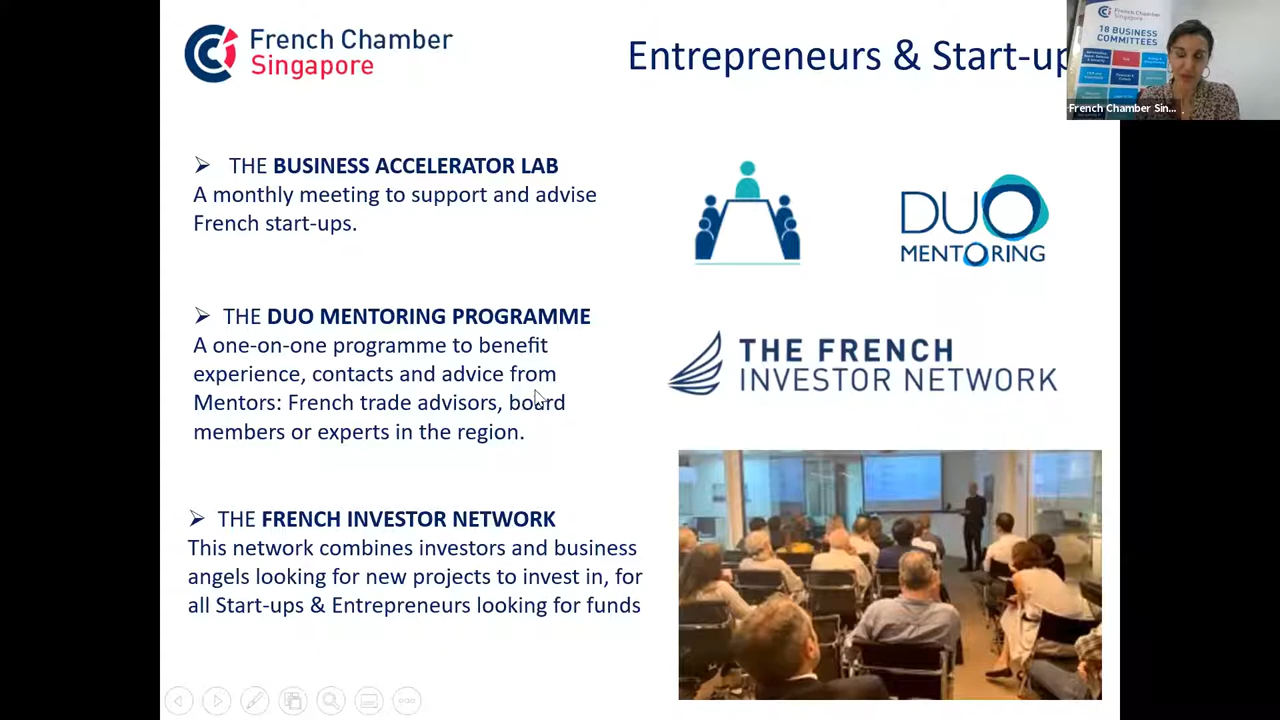 French Chamber
Singapore
Entrepreneurs & Start-up
French Chamber
Singapore
18 BUSINESS
COMMITTEES
French Chamber Sin...
➢ THE BUSINESS ACCELERATOR LAB
A monthly meeting to support and advise
French start-ups.
DUO
MENTORING
➢ THE DUO MENTORING PROGRAMME
A one-on-one programme to benefit
experience, contacts and advice from
Mentors: French trade advisors, board
members or experts in the region.
THE FRENCH
INVESTOR NETWORK
➢ THE FRENCH INVESTOR NETWORK
This network combines investors and business
angels looking for new projects to invest in, for
all Start-ups & Entrepreneurs looking for funds